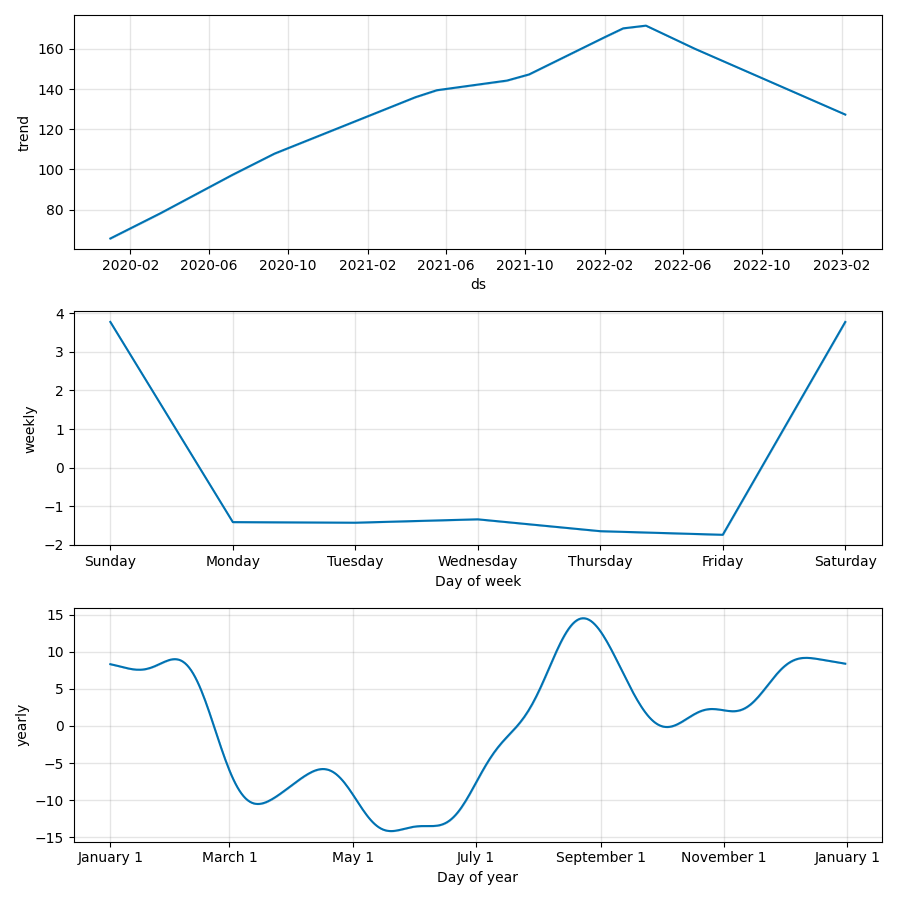 160
140
120
100
80
trend
2020-02 2020-06 2020-10 2021-02 2021-06 2021-10 2022-02 2022-06 2022-10 2023-02
ds
4
3
2
1
0
−1
−2
weekly
Sunday Monday Tuesday Wednesday Thursday Friday Saturday
Day of week
15
10
5
0
−5
−10
−15
yearly
January 1 March 1 May 1 July 1 September 1 November 1 January 1
Day of year